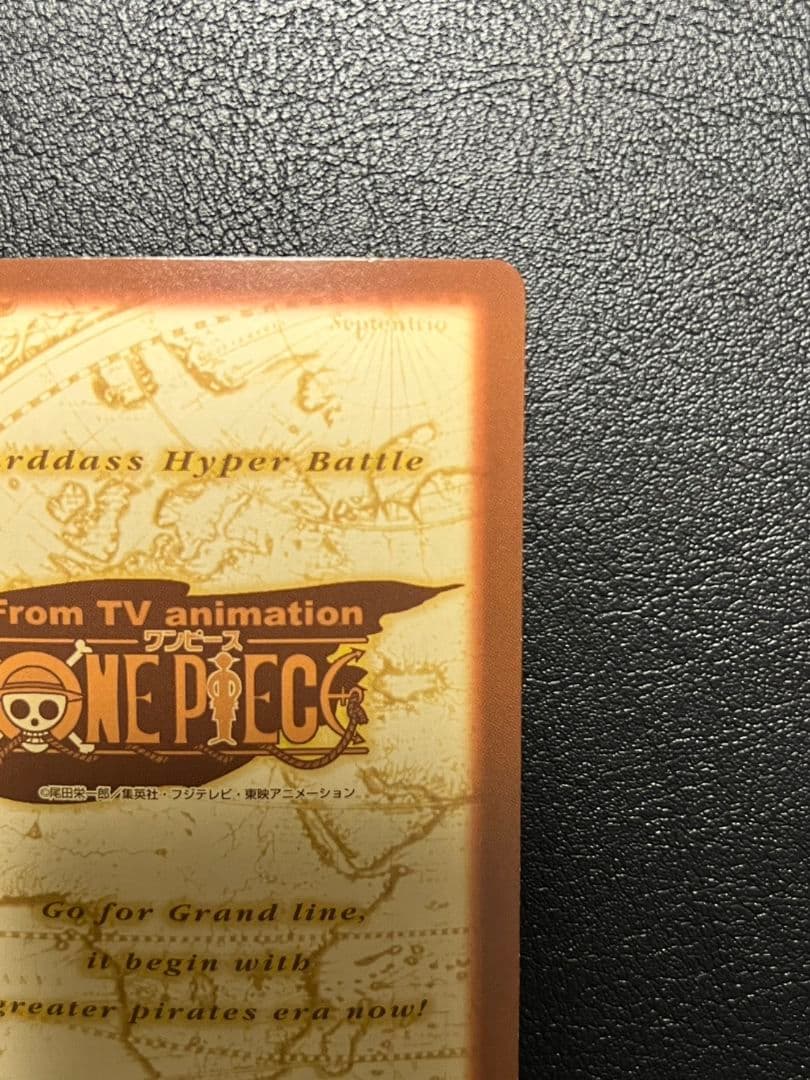 Septentrio
rddass Hyper Battle
From TV animation
ワンピース
ONE PIECE
©尾田栄一郎／集英社・フジテレビ・東映アニメーション
Go for Grand line,
it begin with
greater pirates era now!